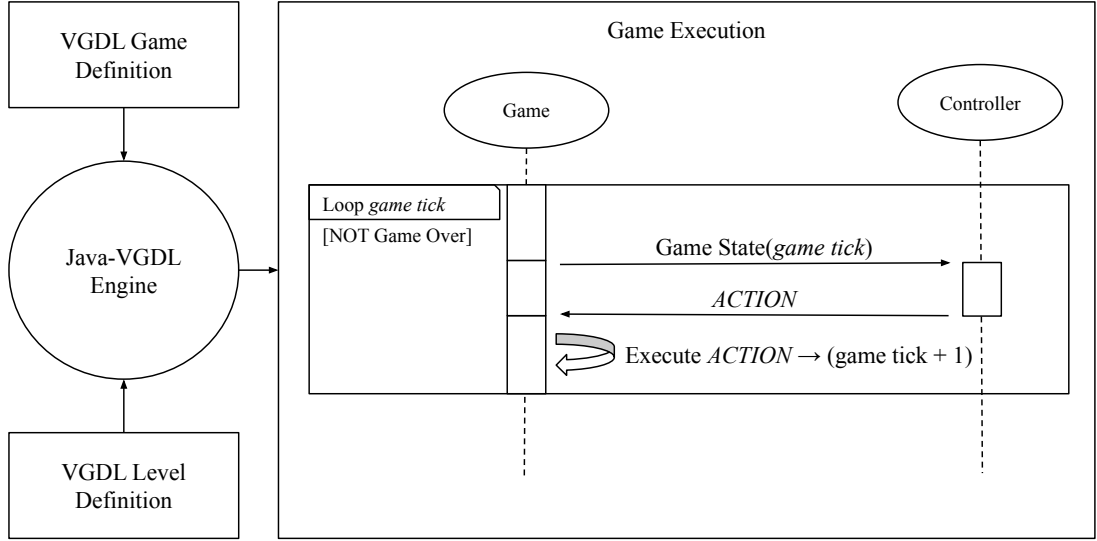 VGDL Game
Definition
Java-VGDL
Engine
VGDL Level
Definition
Game Execution
Game
Controller
Loop game tick
[NOT Game Over]
Game State(game tick)
ACTION
Execute ACTION → (game tick + 1)